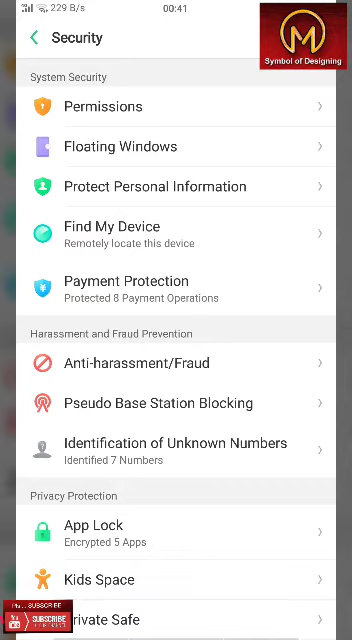 229 B/s
00:41
Security
Symbol of Designing
System Security
Permissions
Floating Windows
Protect Personal Information
Find My Device
Remotely locate this device
Payment Protection
Protected 8 Payment Operations
Harassment and Fraud Prevention
Anti-harassment/Fraud
Pseudo Base Station Blocking
Identification of Unknown Numbers
Identified 7 Numbers
Privacy Protection
App Lock
Encrypted 5 Apps
Kids Space
SUBSCRIBE
SUBSCRIBE
rivate Safe